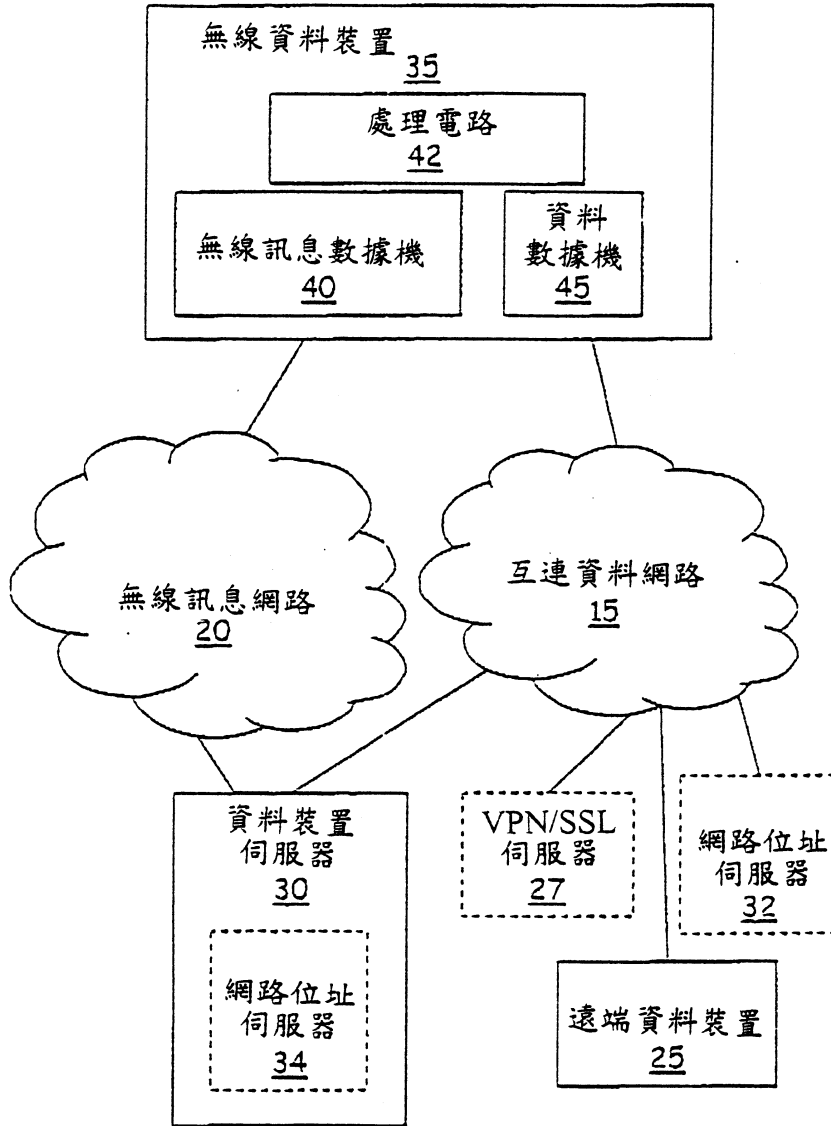 無線資料裝置
35
處理電路
42
無線訊息數據機
40
資料
數據機
45
無線訊息網路
20
互連資料網路
15
資料裝置
伺服器
30
網路位址
伺服器
34
VPN/SSL
伺服器
27
網路位址
伺服器
32
遠端資料裝置
25